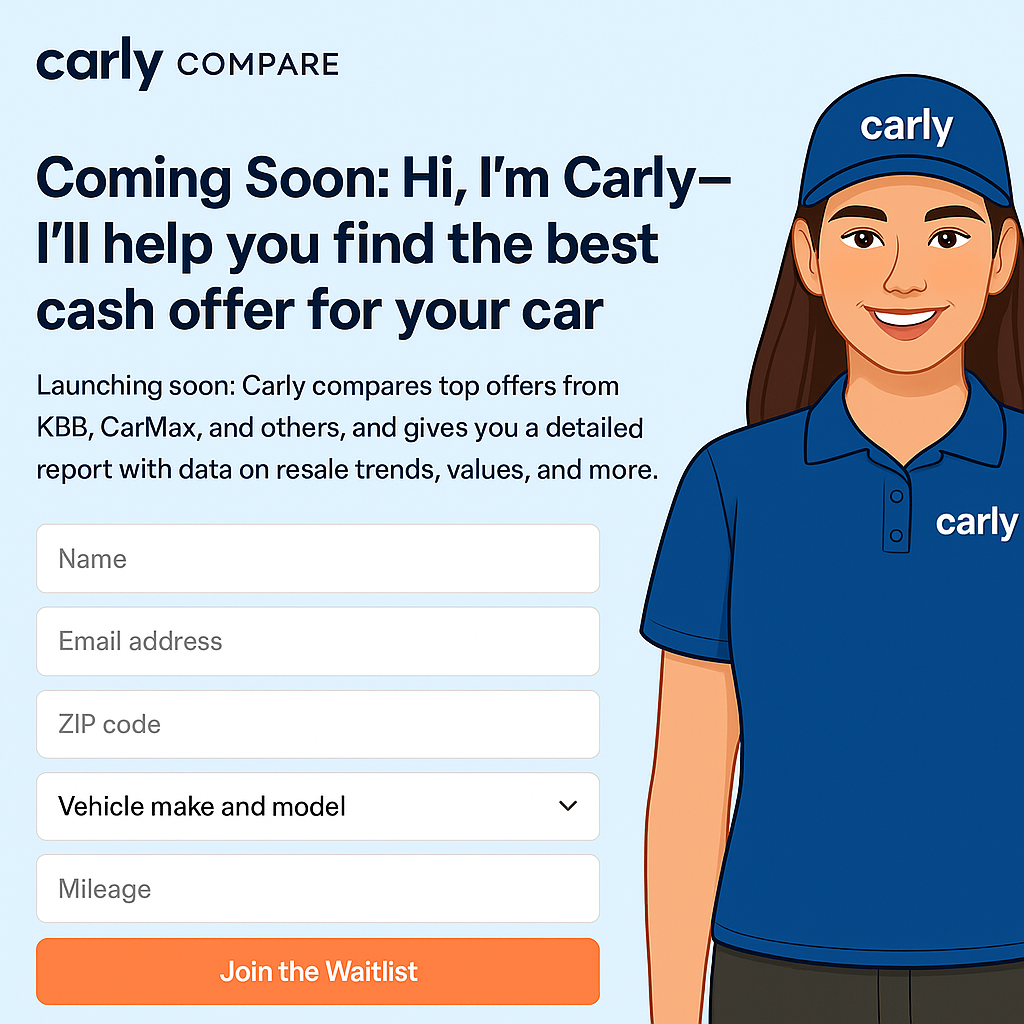 carly COMPARE
carly
Coming Soon: Hi, I'm Carly–
I'll help you find the best
cash offer for your car
Launching soon: Carly compares top offers from
KBB, CarMax, and others, and gives you a detailed
report with data on resale trends, values, and more.
carly
Name
Email address
ZIP code
Vehicle make and model
Mileage
Join the Waitlist